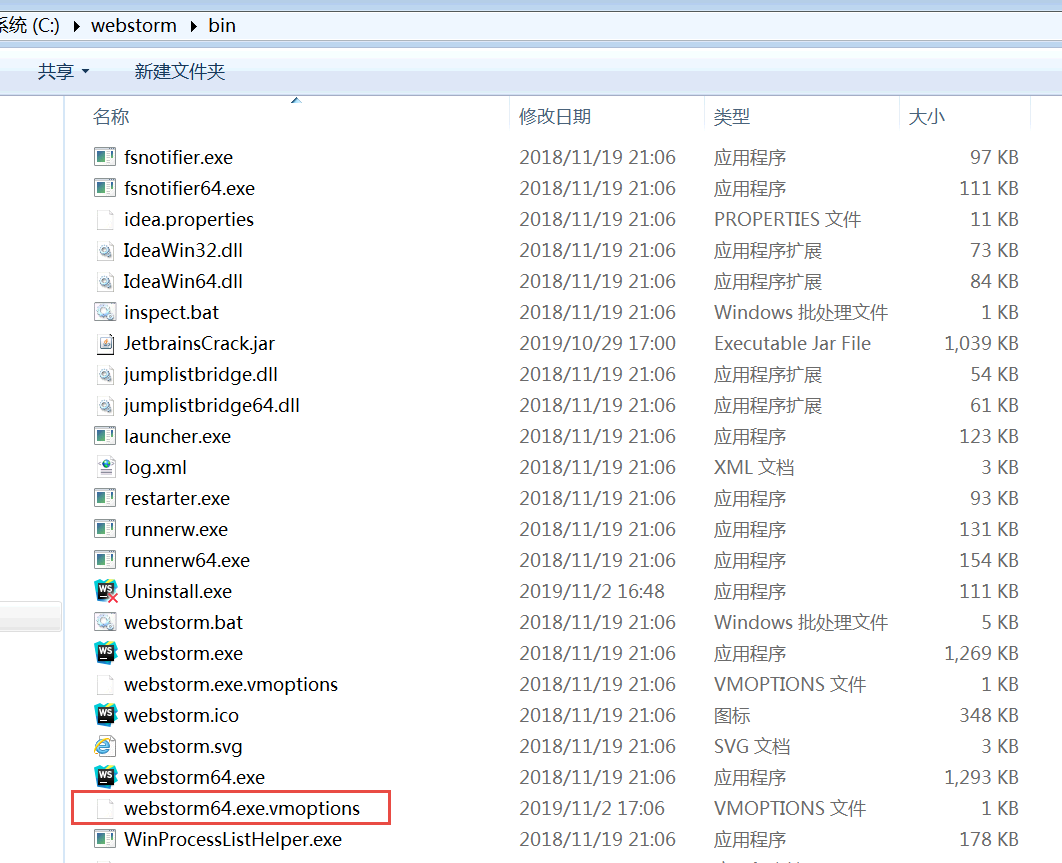 系统 (C:) ▸ webstorm ▸ bin
共享 新建文件夹
名称 修改日期 类型 大小
fsnotifier.exe 2018/11/19 21:06 应用程序 97 KB
fsnotifier64.exe 2018/11/19 21:06 应用程序 111 KB
idea.properties 2018/11/19 21:06 PROPERTIES 文件 11 KB
IdeaWin32.dll 2018/11/19 21:06 应用程序扩展 73 KB
IdeaWin64.dll 2018/11/19 21:06 应用程序扩展 84 KB
inspect.bat 2018/11/19 21:06 Windows 批处理文件 1 KB
JetbrainsCrack.jar 2019/10/29 17:00 Executable Jar File 1,039 KB
jumplistbridge.dll 2018/11/19 21:06 应用程序扩展 54 KB
jumplistbridge64.dll 2018/11/19 21:06 应用程序扩展 61 KB
launcher.exe 2018/11/19 21:06 应用程序 123 KB
log.xml 2018/11/19 21:06 XML 文档 3 KB
restarter.exe 2018/11/19 21:06 应用程序 93 KB
runnerw.exe 2018/11/19 21:06 应用程序 131 KB
runnerw64.exe 2018/11/19 21:06 应用程序 154 KB
Uninstall.exe 2019/11/2 16:48 应用程序 111 KB
webstorm.bat 2018/11/19 21:06 Windows 批处理文件 5 KB
webstorm.exe 2018/11/19 21:06 应用程序 1,269 KB
webstorm.exe.vmoptions 2018/11/19 21:06 VMOPTIONS 文件 1 KB
webstorm.ico 2018/11/19 21:06 图标 348 KB
webstorm.svg 2018/11/19 21:06 SVG 文档 3 KB
webstorm64.exe 2018/11/19 21:06 应用程序 1,293 KB
webstorm64.exe.vmoptions 2019/11/2 17:06 VMOPTIONS 文件 1 KB
WinProcessListHelper.exe 2018/11/19 21:06 应用程序 178 KB